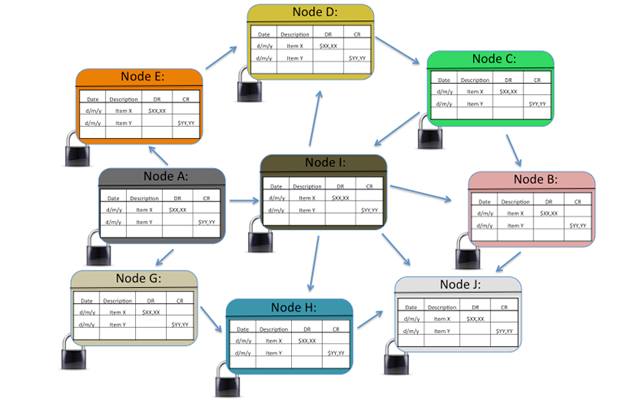 Node D:
Date Description DR CR
d/m/y Item X $XX,XX
d/m/y Item Y $YY,YY
Node C:
Date Description DR CR
d/m/y Item X $XX,XX
d/m/y Item Y $YY,YY
Node E:
Date Description DR CR
d/m/y Item X $XX,XX
d/m/y Item Y $YY,YY
Node I:
Date Description DR CR
d/m/y Item X $XX,XX
d/m/y Item Y $YY,YY
Node A:
Date Description DR CR
d/m/y Item X $XX,XX
d/m/y Item Y $YY,YY
Node B:
Date Description DR CR
d/m/y Item X $XX,XX
d/m/y Item Y $YY,YY
Node G:
Date Description DR CR
d/m/y Item X $XX,XX
d/m/y Item Y $YY,YY
Node H:
Date Description DR CR
d/m/y Item X $XX,XX
d/m/y Item Y $YY,YY
Node J:
Date Description DR CR
d/m/y Item X $XX,XX
d/m/y Item Y $YY,YY